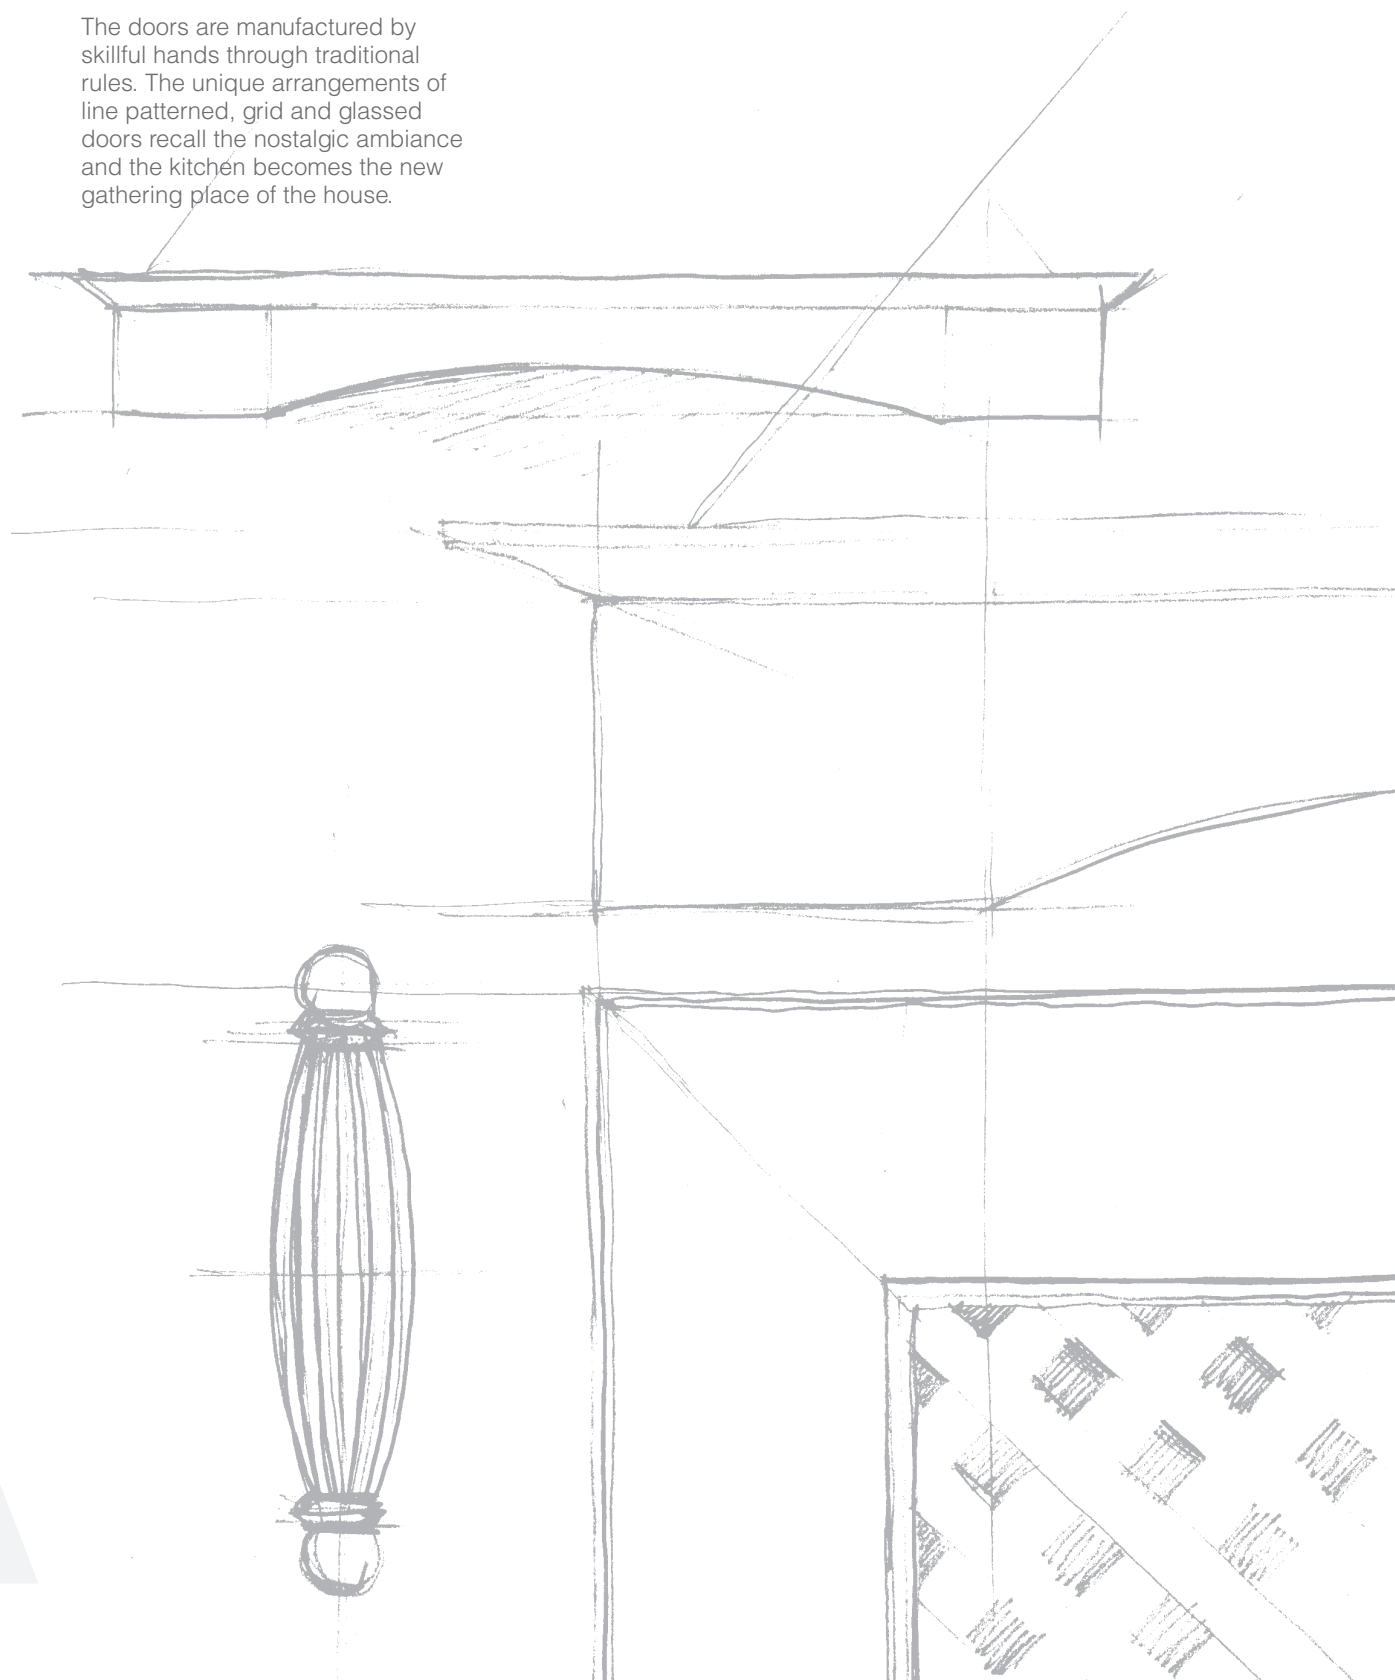 The doors are manufactured by
skillful hands through traditional
rules. The unique arrangements of
line patterned, grid and glassed
doors recall the nostalgic ambiance
and the kitchen becomes the new
gathering place of the house.